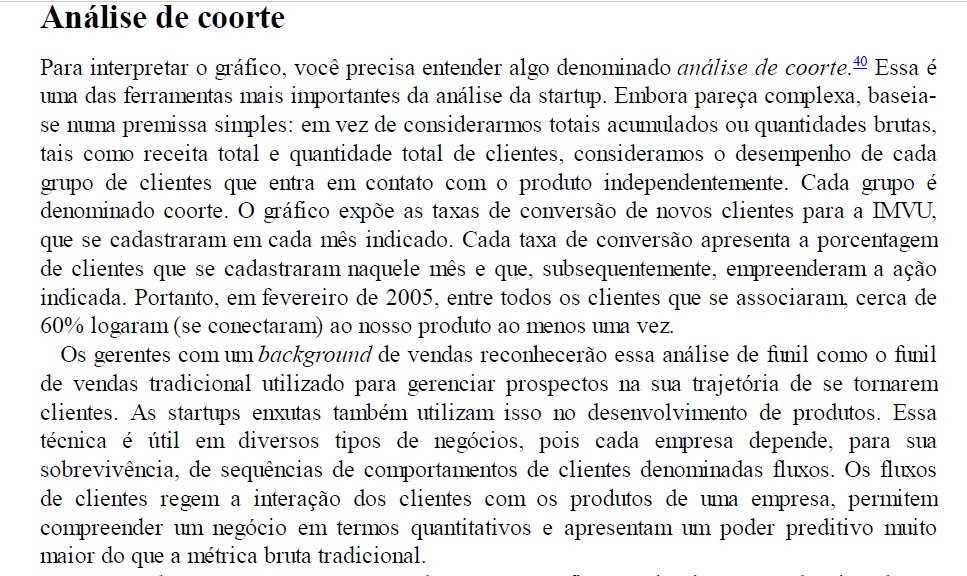 Análise de coorte
Para interpretar o gráfico, você precisa entender algo denominado análise de coorte.40 Essa é
uma das ferramentas mais importantes da análise da startup. Embora pareça complexa, baseia-
se numa premissa simples: em vez de considerarmos totais acumulados ou quantidades brutas,
tais como receita total e quantidade total de clientes, consideramos o desempenho de cada
grupo de clientes que entra em contato com o produto independentemente. Cada grupo é
denominado coorte. O gráfico expõe as taxas de conversão de novos clientes para a IMVU,
que se cadastraram em cada mês indicado. Cada taxa de conversão apresenta a porcentagem
de clientes que se cadastraram naquele mês e que, subsequentemente, empreenderam a ação
indicada. Portanto, em fevereiro de 2005, entre todos os clientes que se associaram, cerca de
60% logaram (se conectaram) ao nosso produto ao menos uma vez.
Os gerentes com um background de vendas reconhecerão essa análise de funil como o funil
de vendas tradicional utilizado para gerenciar prospectos na sua trajetória de se tornarem
clientes. As startups enxutas também utilizam isso no desenvolvimento de produtos. Essa
técnica é útil em diversos tipos de negócios, pois cada empresa depende, para sua
sobrevivência, de sequências de comportamentos de clientes denominadas fluxos. Os fluxos
de clientes regem a interação dos clientes com os produtos de uma empresa, permitem
compreender um negócio em termos quantitativos e apresentam um poder preditivo muito
maior do que a métrica bruta tradicional.